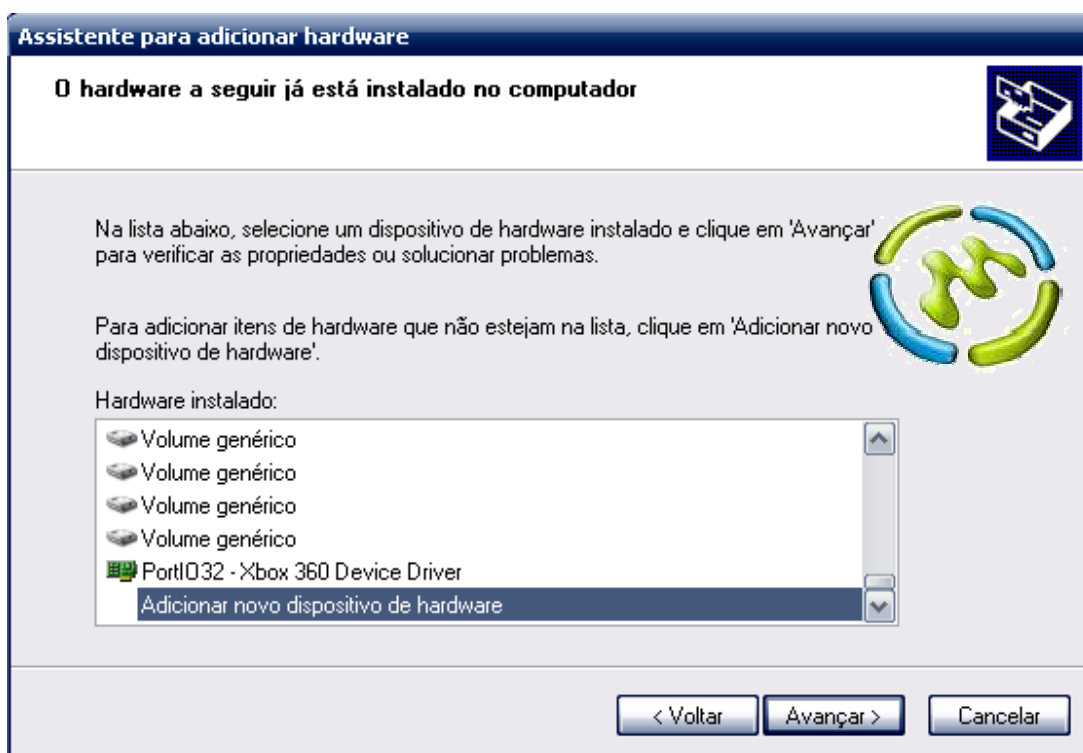 Assistente para adicionar hardware
O hardware a seguir já está instalado no computador
Na lista abaixo, selecione um dispositivo de hardware instalado e clique em 'Avançar'
para verificar as propriedades ou solucionar problemas.
Para adicionar itens de hardware que não estejam na lista, clique em 'Adicionar novo
dispositivo de hardware'.
Hardware instalado:
Volume genérico
Volume genérico
Volume genérico
Volume genérico
PortIO32 - Xbox 360 Device Driver
Adicionar novo dispositivo de hardware
< Voltar Avançar > Cancelar